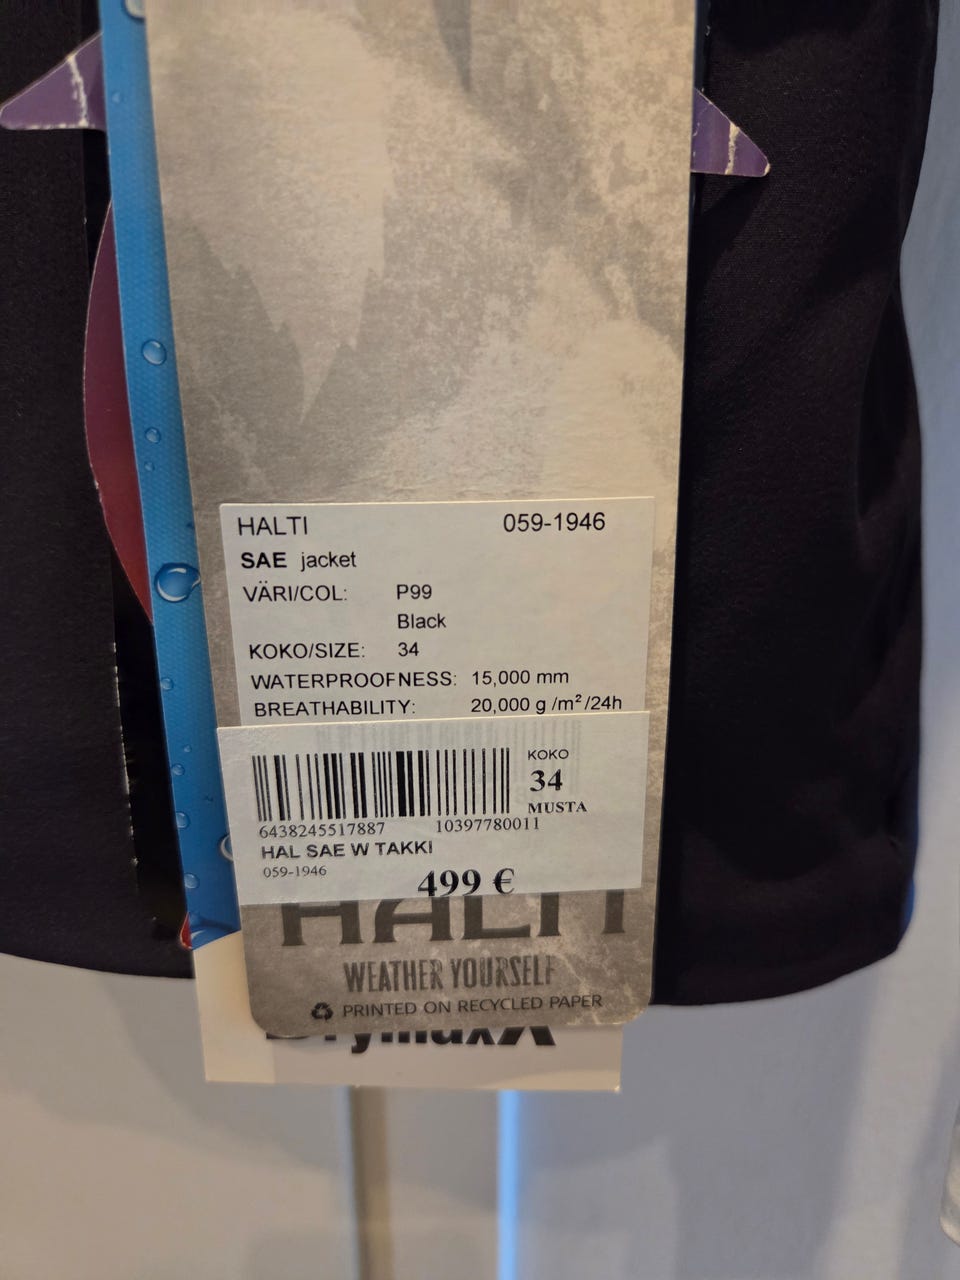 HALTI 059-1946
SAE jacket
VÄRI/COL: P99
Black
KOKO/SIZE: 34
WATERPROOFNESS: 15,000 mm
BREATHABILITY: 20,000 g /m²/24h
KOKO
34
MUSTA
6438245517887 10397780011
HAL SAE W TAKKI
059-1946
499 €
HALTI
WEATHER YOURSELF
PRINTED ON RECYCLED PAPER